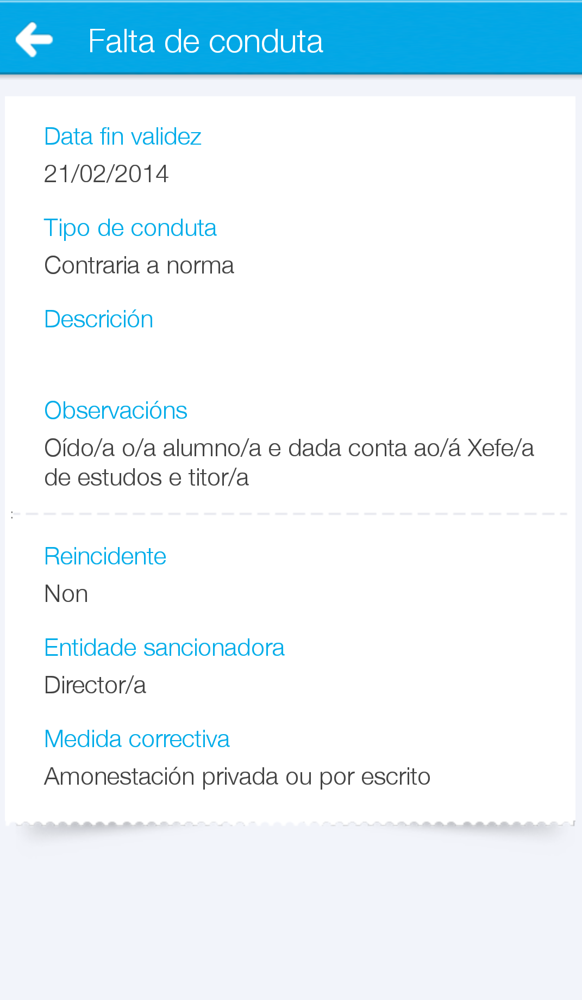 Falta de conduta
Data fin validez
21/02/2014
Tipo de conduta
Contraria a norma
Descrición
Observacións
Oído/a o/a alumno/a e dada conta ao/á Xefe/a
de estudos e titor/a
Reincidente
Non
Entidade sancionadora
Director/a
Medida correctiva
Amonestación privada ou por escrito